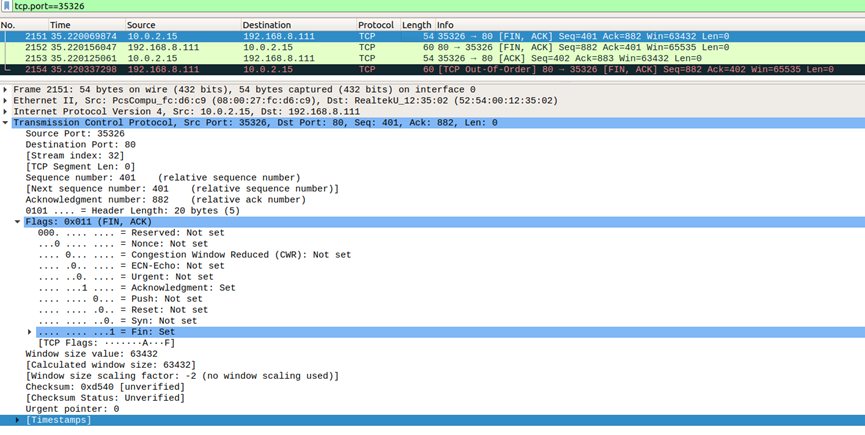 tcp.port==35326
No. Time Source Destination Protocol Length Info
2151 35.220069874 10.0.2.15 192.168.8.111 TCP 54 35326 → 80 [FIN, ACK] Seq=401 Ack=882 Win=63432 Len=0
2152 35.220156047 192.168.8.111 10.0.2.15 TCP 60 80 → 35326 [FIN, ACK] Seq=882 Ack=401 Win=65535 Len=0
2153 35.220125061 10.0.2.15 192.168.8.111 TCP 54 35326 → 80 [ACK] Seq=402 Ack=883 Win=63432 Len=0
2154 35.220337298 192.168.8.111 10.0.2.15 TCP 60 [TCP Out-Of-Order] 80 → 35326 [FIN, ACK] Seq=882 Ack=402 Win=65535 Len=0
Frame 2151: 54 bytes on wire (432 bits), 54 bytes captured (432 bits) on interface 0
Ethernet II, Src: PcsCompu_fc:d6:c9 (08:00:27:fc:d6:c9), Dst: RealtekU_12:35:02 (52:54:00:12:35:02)
Internet Protocol Version 4, Src: 10.0.2.15, Dst: 192.168.8.111
Transmission Control Protocol, Src Port: 35326, Dst Port: 80, Seq: 401, Ack: 882, Len: 0
Source Port: 35326
Destination Port: 80
[Stream index: 32]
[TCP Segment Len: 0]
Sequence number: 401 (relative sequence number)
[Next sequence number: 401 (relative sequence number)]
Acknowledgment number: 882 (relative ack number)
0101 .... = Header Length: 20 bytes (5)
Flags: 0x011 (FIN, ACK)
000. .... .... = Reserved: Not set
...0 .... .... = Nonce: Not set
.... 0... .... = Congestion Window Reduced (CWR): Not set
.... .0.. .... = ECN-Echo: Not set
.... ..0. .... = Urgent: Not set
.... ...1 .... = Acknowledgment: Set
.... .... 0... = Push: Not set
.... .... .0.. = Reset: Not set
.... .... ..0. = Syn: Not set
.... .... ...1 = Fin: Set
[TCP Flags: ·······A···F]
Window size value: 63432
[Calculated window size: 63432]
[Window size scaling factor: -2 (no window scaling used)]
Checksum: 0xd540 [unverified]
[Checksum Status: Unverified]
Urgent pointer: 0
[Timestamps]